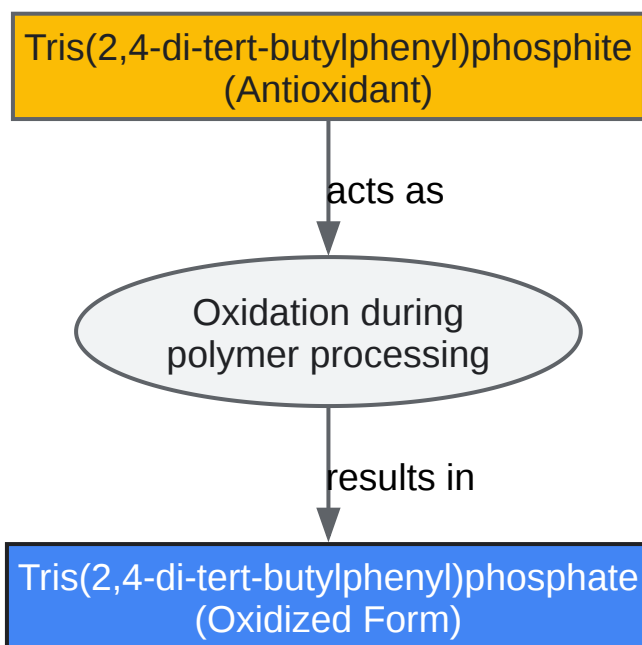 Tris(2,4-di-tert-butylphenyl)phosphite
(Antioxidant)
acts as
Oxidation during
polymer processing
results in
Tris(2,4-di-tert-butylphenyl)phosphate
(Oxidized Form)